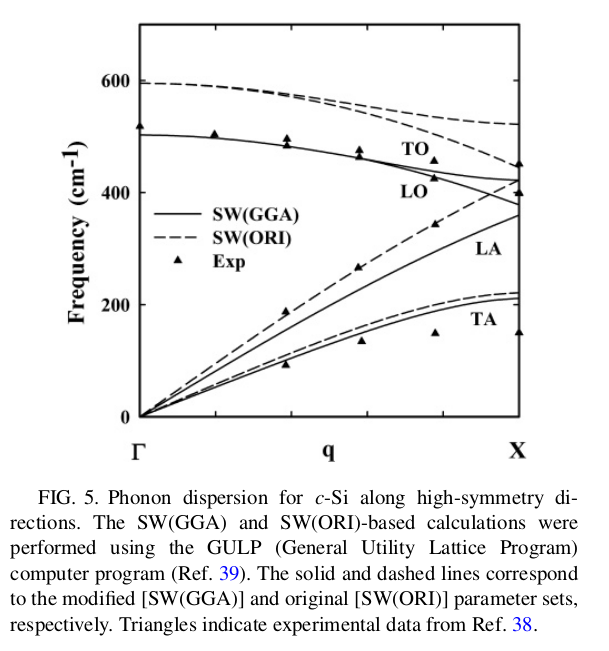 600
400
200
0
Frequency (cm-1)
TO
LO
LA
TA
SW(GGA)
SW(ORI)
Exp
Γ
q
X
FIG. 5. Phonon dispersion for c-Si along high-symmetry di-
rections. The SW(GGA) and SW(ORI)-based calculations were
performed using the GULP (General Utility Lattice Program)
computer program (Ref. 39). The solid and dashed lines correspond
to the modified [SW(GGA)] and original [SW(ORI)] parameter sets,
respectively. Triangles indicate experimental data from Ref. 38.